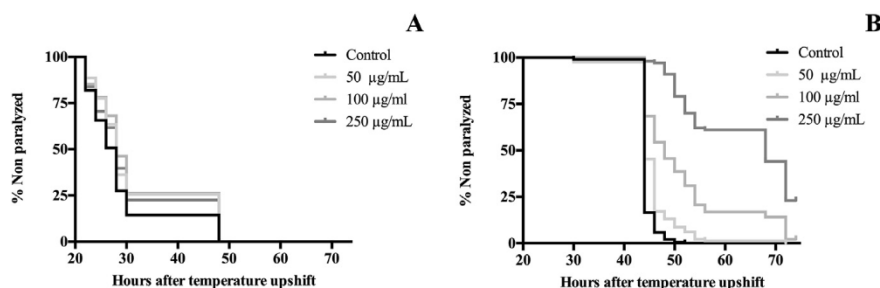 A
% Non paralyzed
100
75
50
25
0
20 30 40 50 60 70
Hours after temperature upshift
Control
50 µg/mL
100 µg/ml
250 µg/mL
B
% Non paralyzed
100
75
50
25
0
20 30 40 50 60 70
Hours after temperature upshift
Control
50 µg/mL
100 µg/ml
250 µg/mL